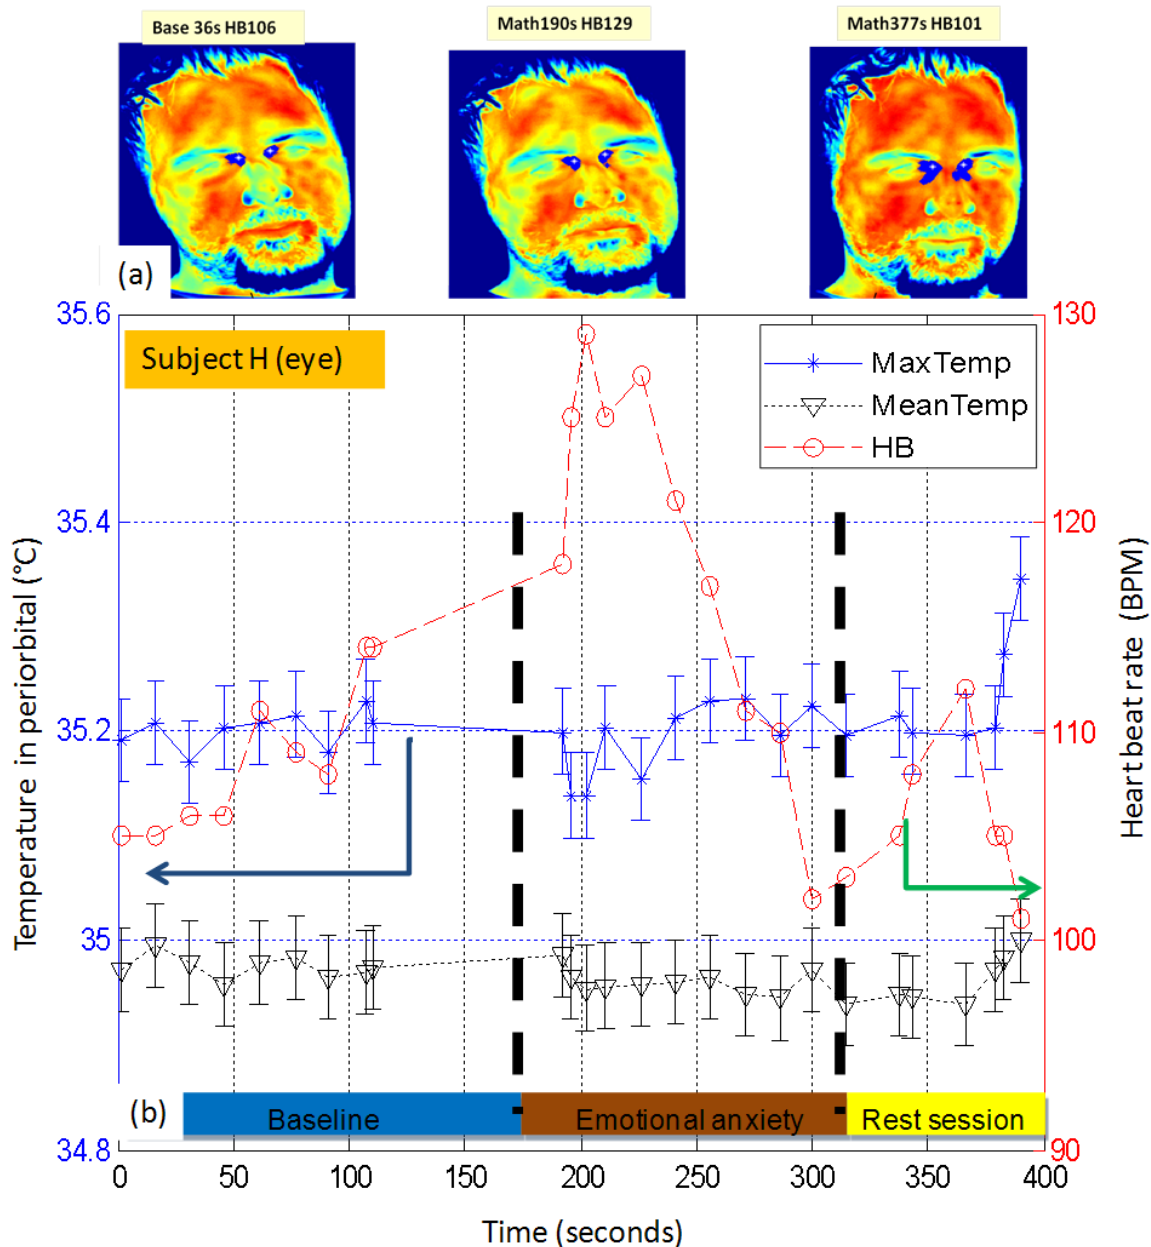 Base 36s HB106
Math190s HB129
Math377s HB101
(a)
35.6
130
Subject H (eye)
MaxTemp
MeanTemp
HB
35.4
120
35.2
110
35
100
34.8
90
Temperature in periorbital (°C)
Heartbeat rate (BPM)
(b)
Baseline
Emotional anxiety
Rest session
0
50
100
150
200
250
300
350
400
Time (seconds)